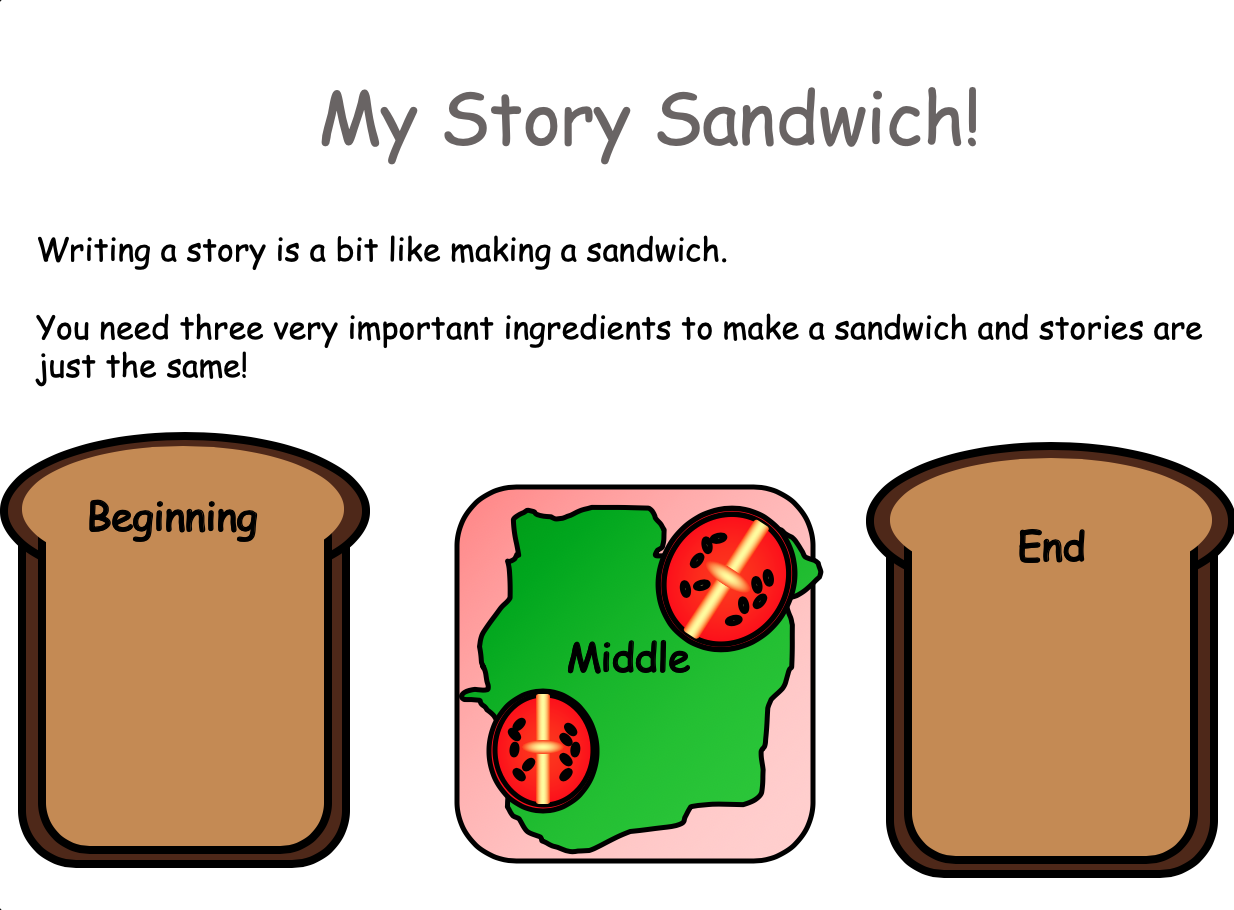 My Story Sandwich!
Writing a story is a bit like making a sandwich.
You need three very important ingredients to make a sandwich and stories are
just the same!
Beginning
Middle
End